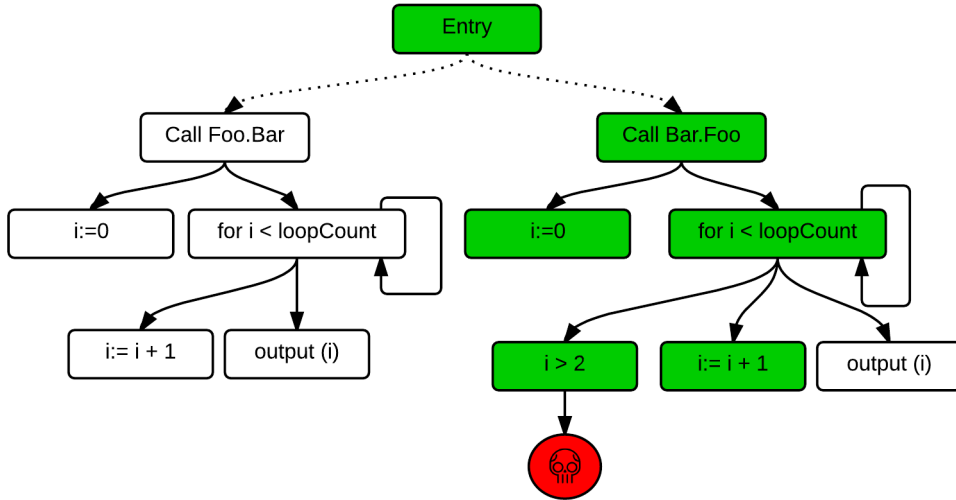 Entry
Call Foo.Bar
Call Bar.Foo
i:=0
for i < loopCount
i:=0
for i < loopCount
i:= i + 1
output (i)
i > 2
i:= i + 1
output (i)